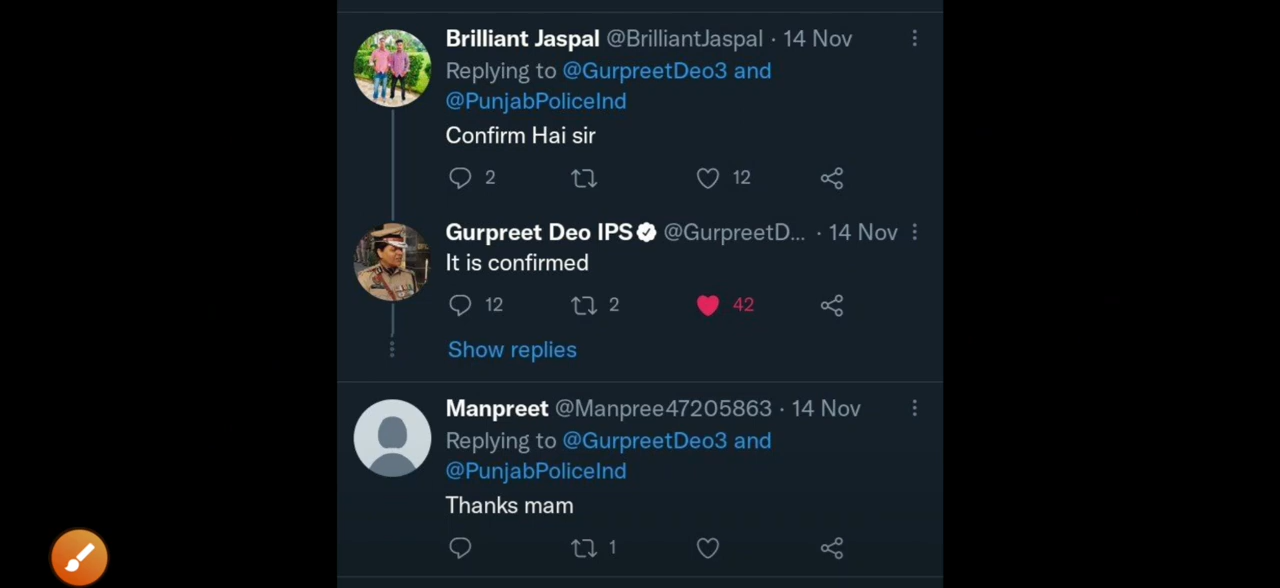 Brilliant Jaspal @BrilliantJaspal · 14 Nov
Replying to @GurpreetDeo3 and
@PunjabPoliceInd
Confirm Hai sir
2 12
Gurpreet Deo IPS @GurpreetD... · 14 Nov
It is confirmed
12 2 42
Show replies
Manpreet @Manpree47205863 · 14 Nov
Replying to @GurpreetDeo3 and
@PunjabPoliceInd
Thanks mam
1